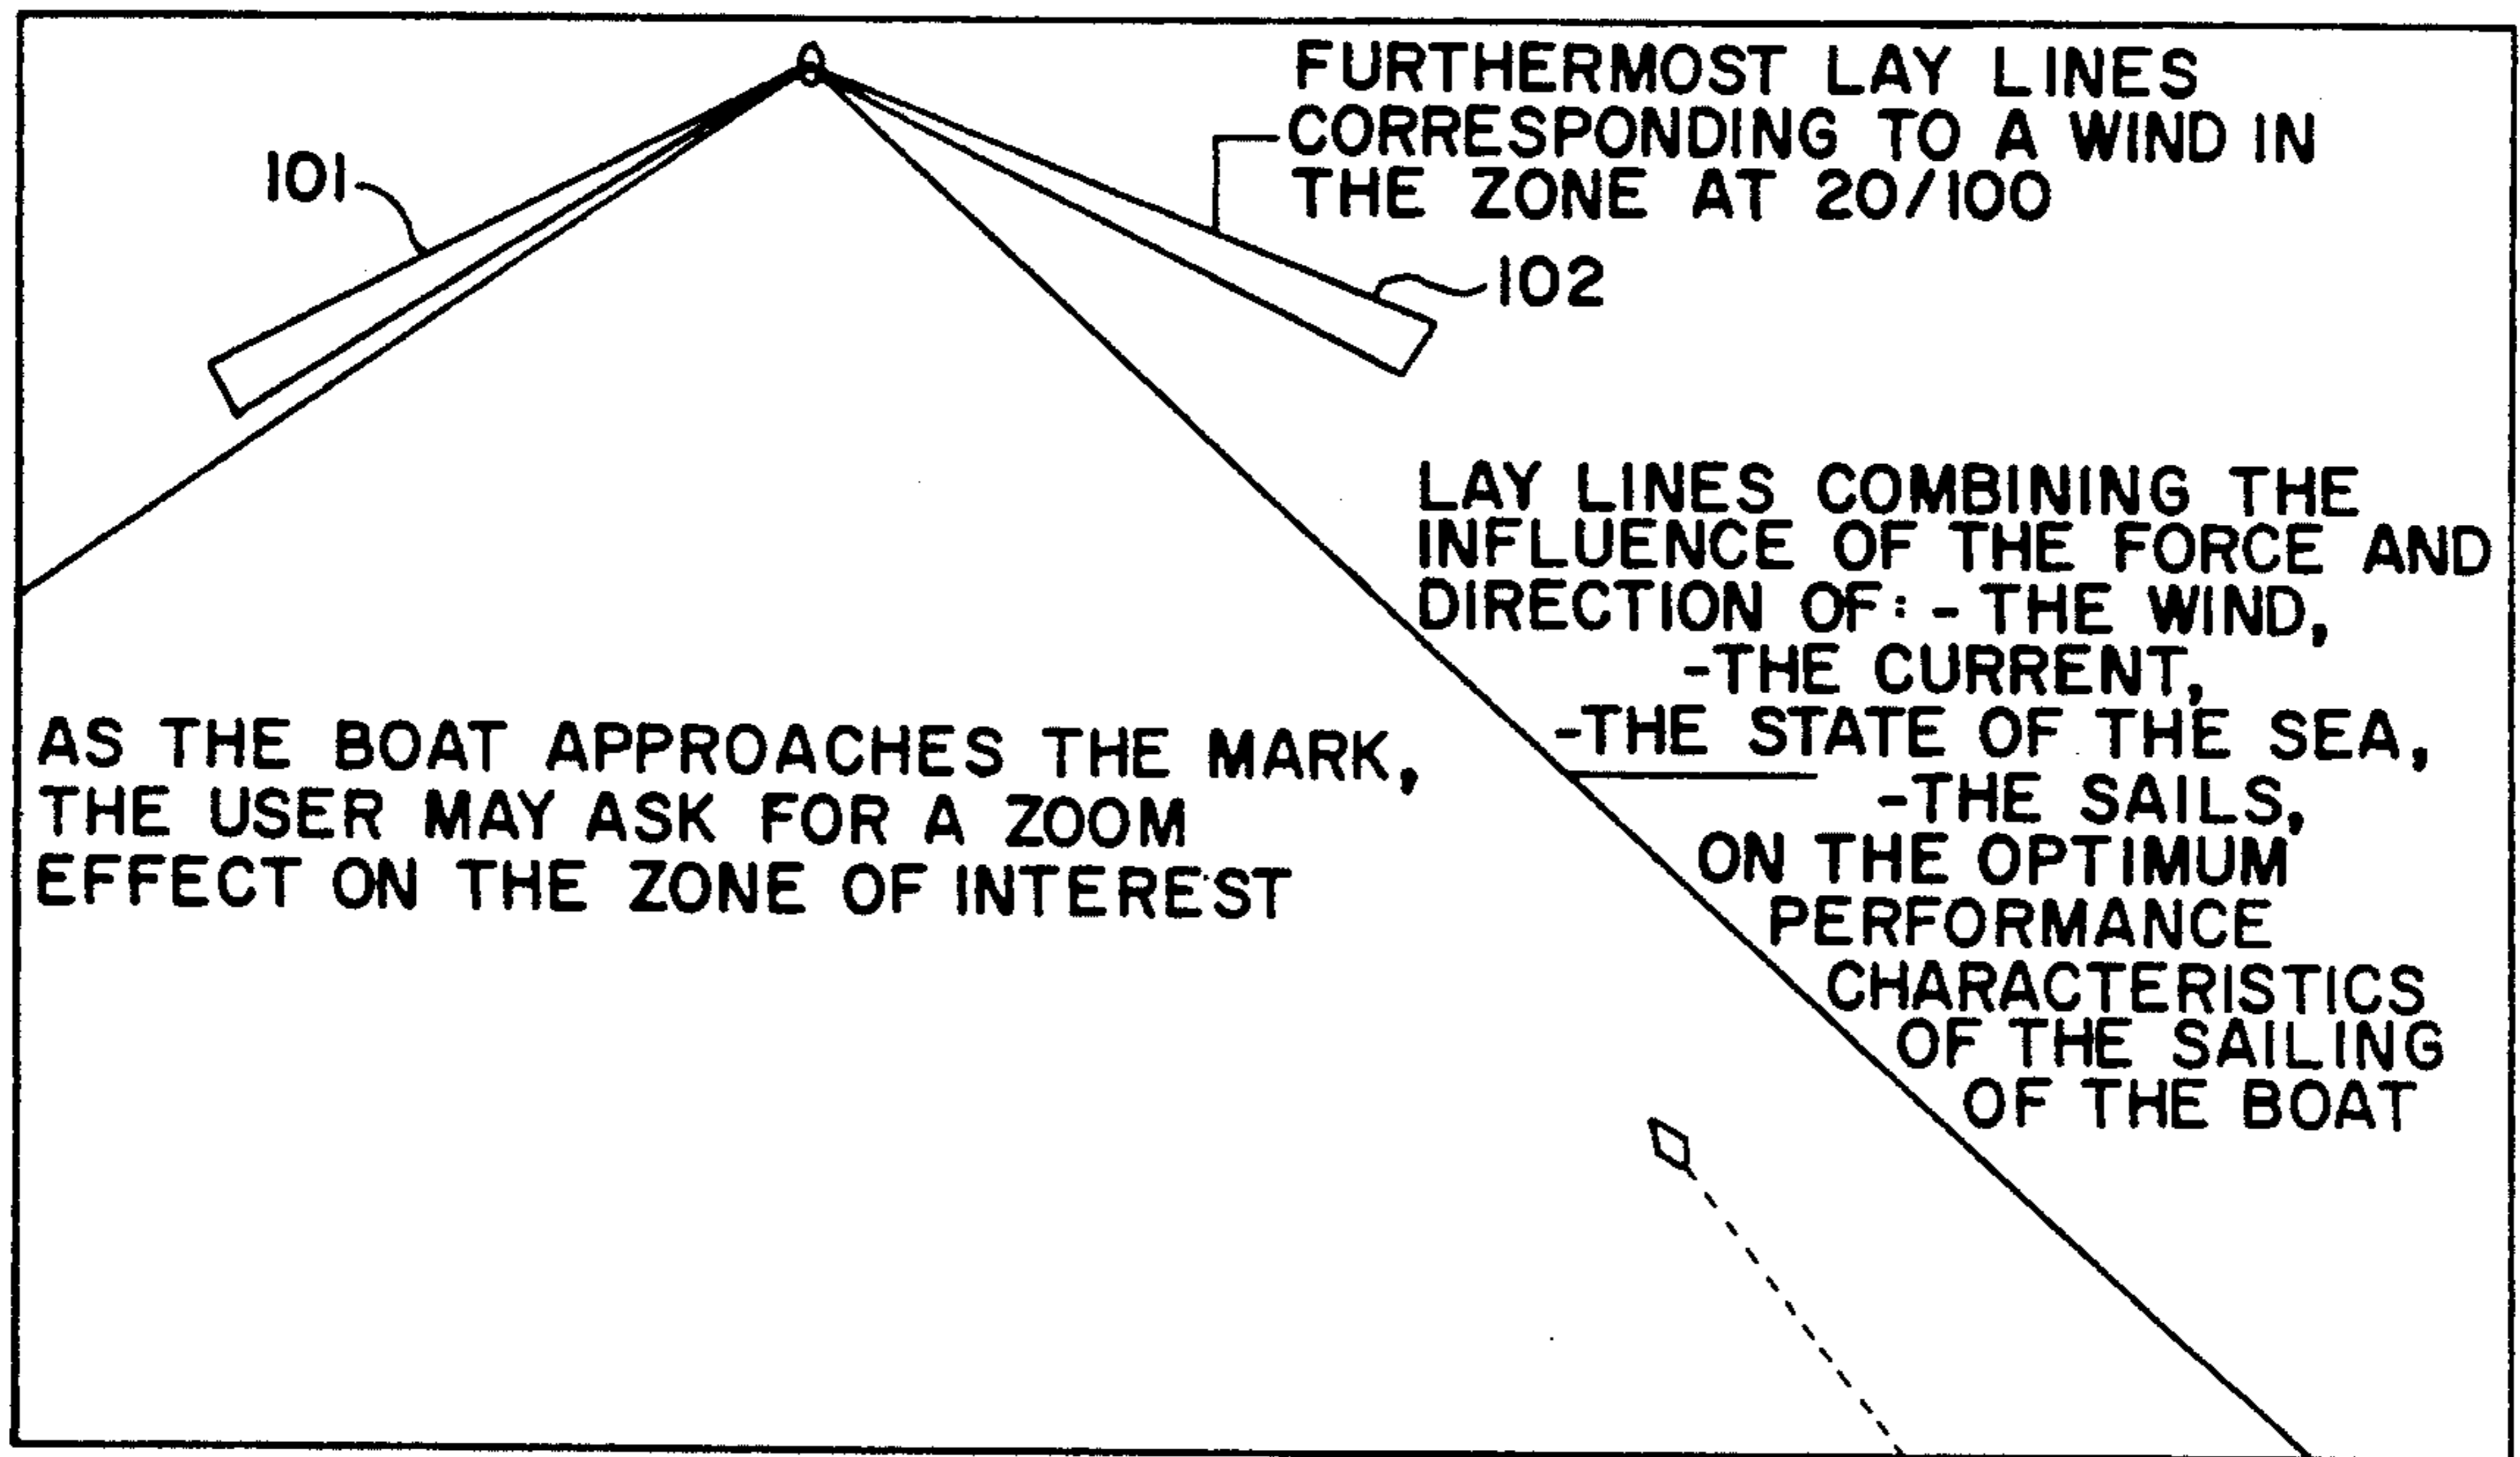 FURTHERMOST LAY LINES
CORRESPONDING TO A WIND IN
THE ZONE AT 20/100
101
102
LAY LINES COMBINING THE
INFLUENCE OF THE FORCE AND
DIRECTION OF: - THE WIND,
-THE CURRENT,
-THE STATE OF THE SEA,
-THE SAILS,
ON THE OPTIMUM
PERFORMANCE
CHARACTERISTICS
OF THE SAILING
OF THE BOAT
AS THE BOAT APPROACHES THE MARK,
THE USER MAY ASK FOR A ZOOM
EFFECT ON THE ZONE OF INTEREST